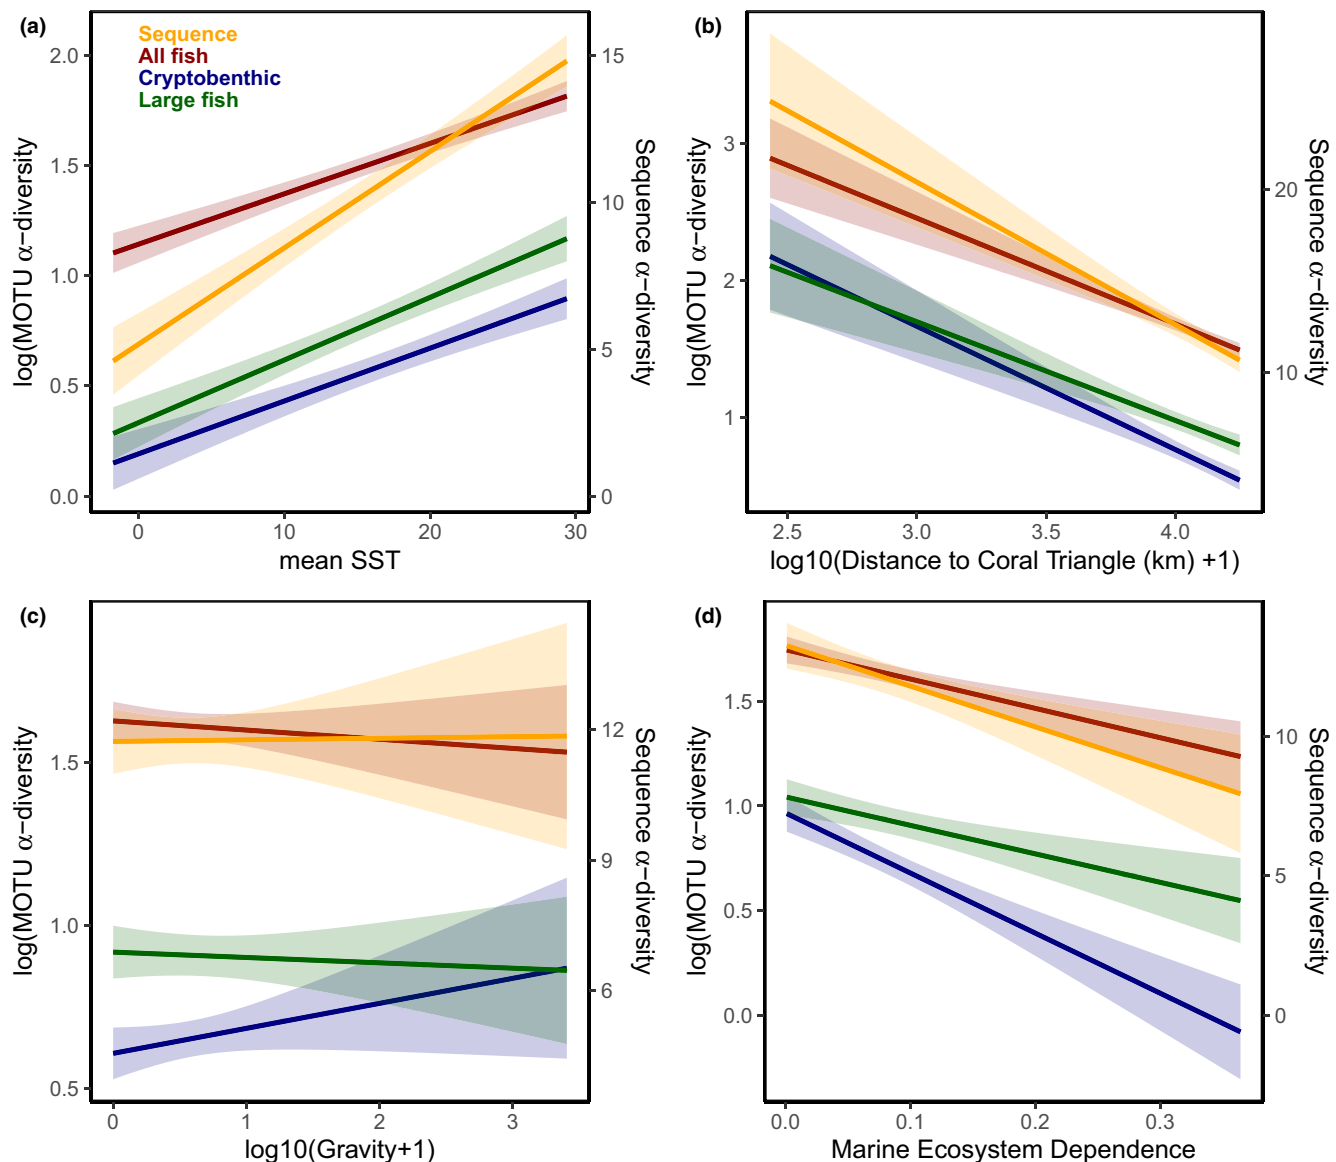 (a)
Sequence
All fish
Cryptobenthic
Large fish
2.0
1.5
1.0
0.5
0.0
log(MOTU α−diversity)
15
10
5
0
Sequence α−diversity
0 10 20 30
mean SST
(b)
3
2
1
log(MOTU α−diversity)
20
10
Sequence α−diversity
2.5 3.0 3.5 4.0
log10(Distance to Coral Triangle (km) +1)
(c)
1.5
1.0
0.5
log(MOTU α−diversity)
12
9
6
Sequence α−diversity
0 1 2 3
log10(Gravity+1)
(d)
1.5
1.0
0.5
0.0
log(MOTU α−diversity)
10
5
0
Sequence α−diversity
0.0 0.1 0.2 0.3
Marine Ecosystem Dependence